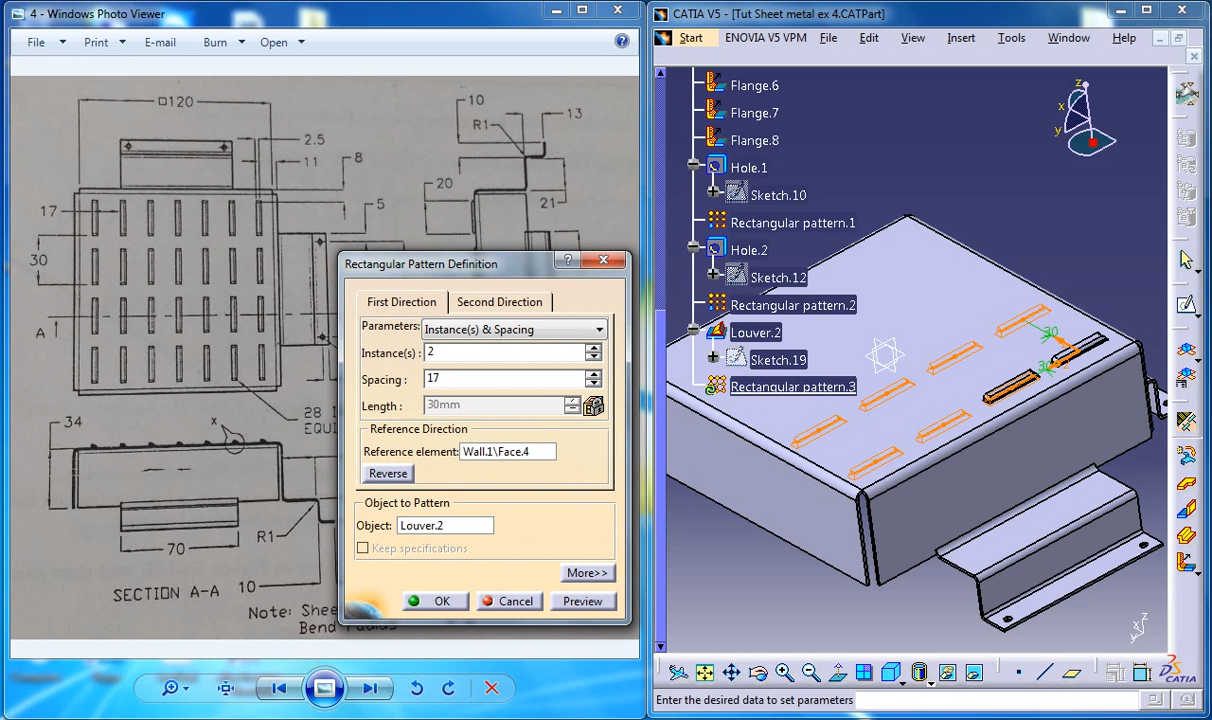 4 - Windows Photo Viewer
File
Print
E-mail
Burn
Open
□120
2.5
11
8
17
5
30
A
10
13
R1
20
21
28
EQUI
34
x
70
R1
SECTION A-A
10
Note: Shee
Bend
Rectangular Pattern Definition
First Direction
Second Direction
Parameters:
Instance(s) & Spacing
Instance(s) :
2
Spacing :
17
Length :
30mm
Reference Direction
Reference element:
Wall.1\Face.4
Reverse
Object to Pattern
Object:
Louver.2
Keep specifications
More>>
OK
Cancel
Preview
CATIA V5 - [Tut Sheet metal ex 4.CATPart]
Start
ENOVIA V5 VPM
File
Edit
View
Insert
Tools
Window
Help
Flange.6
Flange.7
Flange.8
Hole.1
Sketch.10
Rectangular pattern.1
Hole.2
Sketch.12
Rectangular pattern.2
Louver.2
Sketch.19
Rectangular pattern.3
z
x
y
30
z
x
y
CATIA
Enter the desired data to set parameters